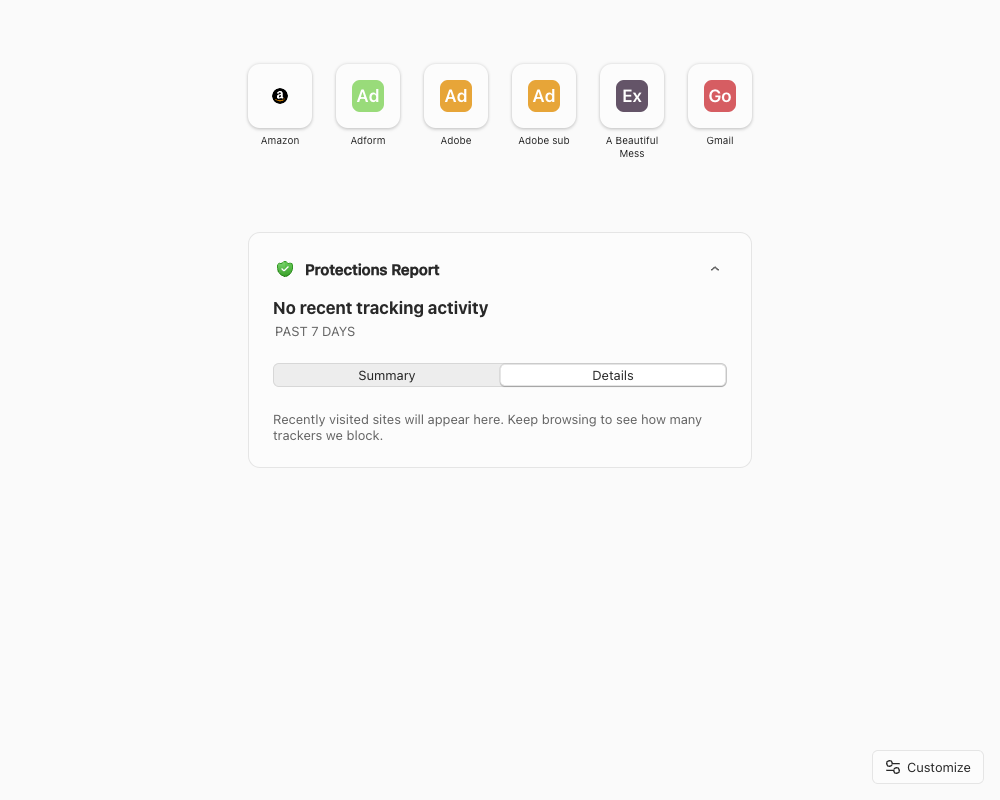 a
Ad
Ad
Ad
Ex
Go
Amazon
Adform
Adobe
Adobe sub
A Beautiful
Mess
Gmail
Protections Report
No recent tracking activity
PAST 7 DAYS
Summary
Details
Recently visited sites will appear here. Keep browsing to see how many
trackers we block.
Customize